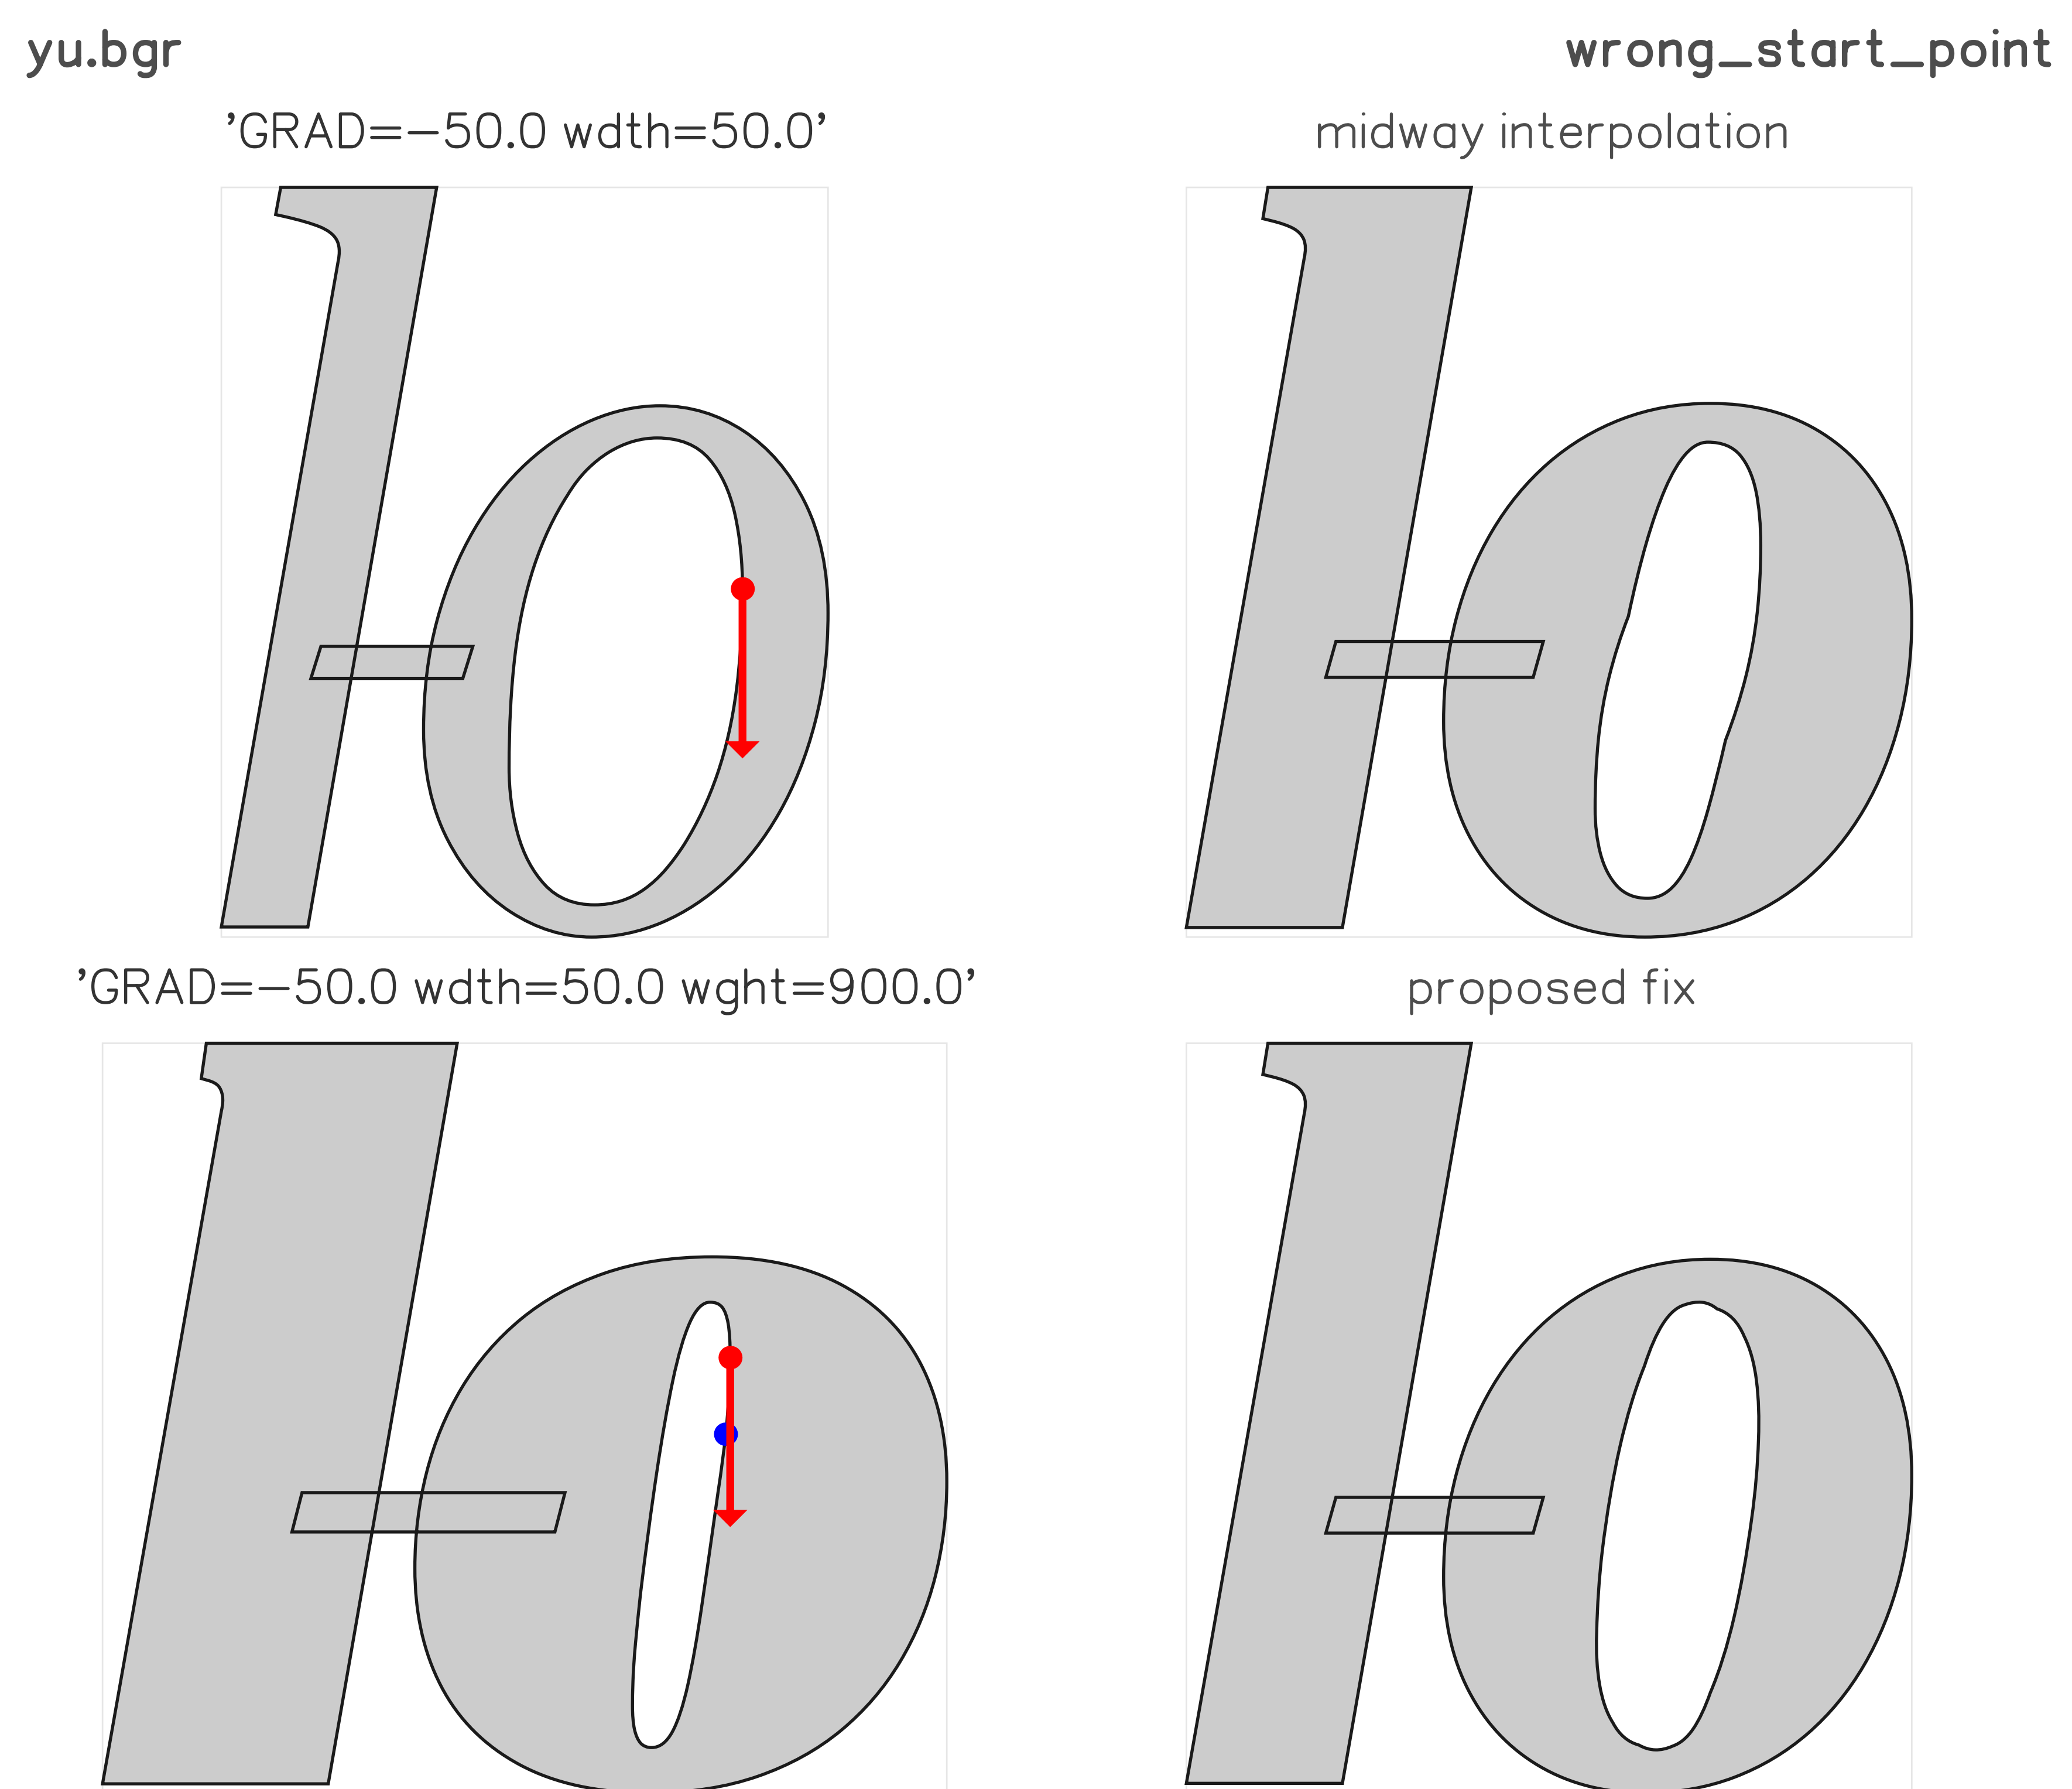 yu.bgr wrong_start_point
'GRAD=−50.0 wdth=50.0' midway interpolation
'GRAD=−50.0 wdth=50.0 wght=900.0' proposed fix